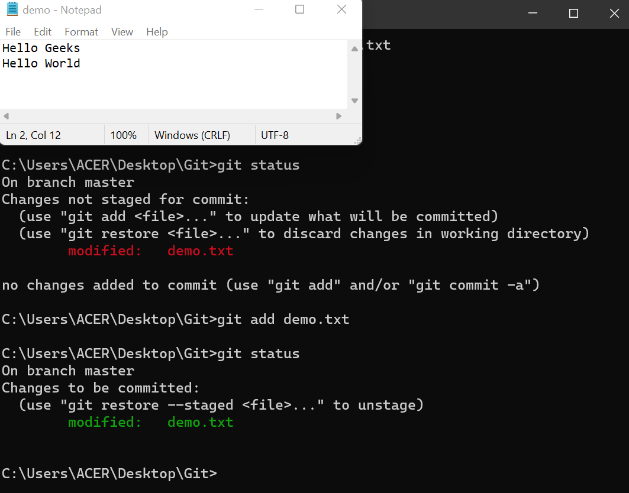 demo - Notepad
File Edit Format View Help
Hello Geeks
Hello World
Ln 2, Col 12 100% Windows (CRLF) UTF-8
.txt
C:\Users\ACER\Desktop\Git>git status
On branch master
Changes not staged for commit:
  (use "git add <file>..." to update what will be committed)
  (use "git restore <file>..." to discard changes in working directory)
        modified:   demo.txt
no changes added to commit (use "git add" and/or "git commit -a")
C:\Users\ACER\Desktop\Git>git add demo.txt
C:\Users\ACER\Desktop\Git>git status
On branch master
Changes to be committed:
  (use "git restore --staged <file>..." to unstage)
        modified:   demo.txt
C:\Users\ACER\Desktop\Git>